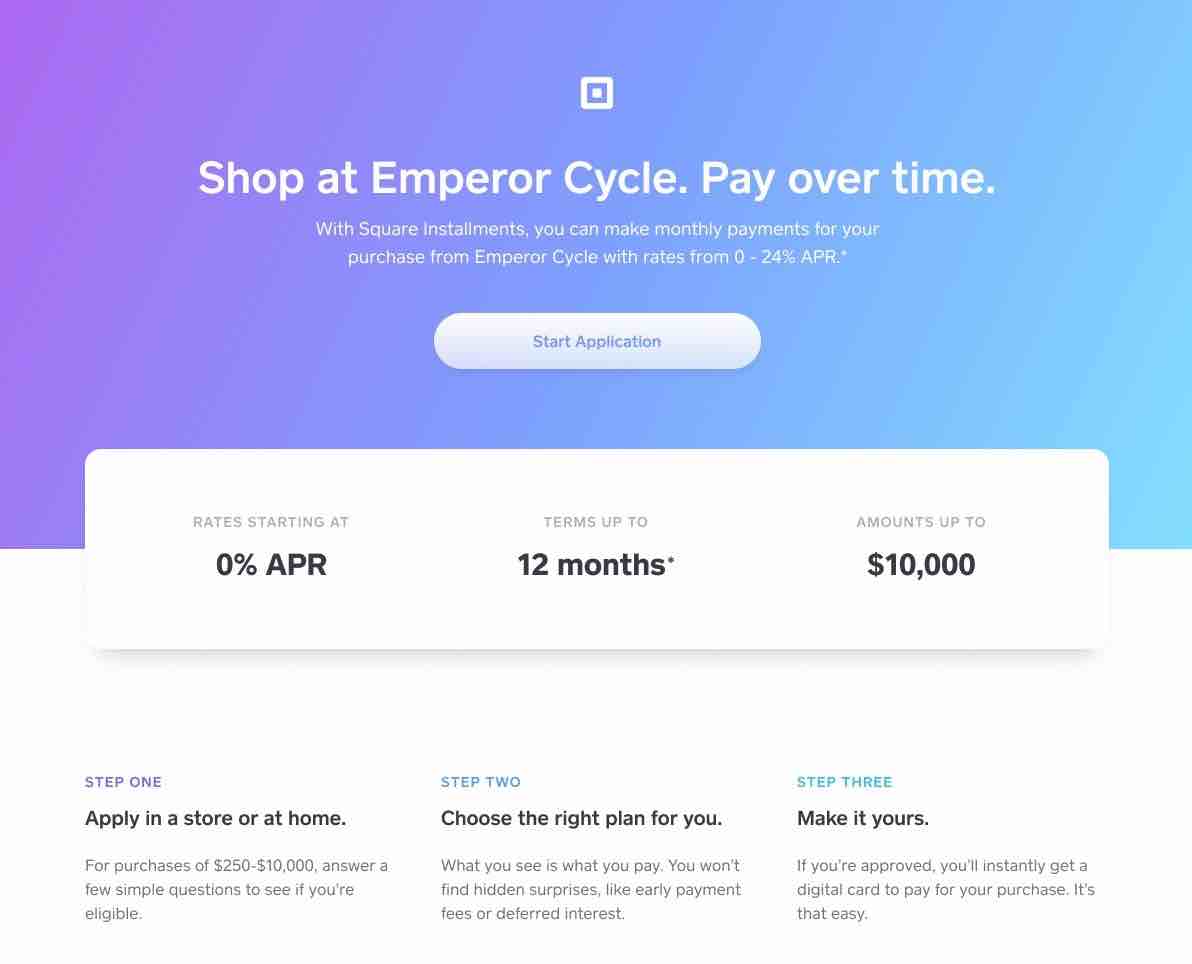 Shop at Emperor Cycle. Pay over time.
With Square Installments, you can make monthly payments for your
purchase from Emperor Cycle with rates from 0 - 24% APR.*
Start Application
RATES STARTING AT
0% APR
TERMS UP TO
12 months*
AMOUNTS UP TO
$10,000
STEP ONE
Apply in a store or at home.
For purchases of $250-$10,000, answer a
few simple questions to see if you're
eligible.
STEP TWO
Choose the right plan for you.
What you see is what you pay. You won't
find hidden surprises, like early payment
fees or deferred interest.
STEP THREE
Make it yours.
If you're approved, you'll instantly get a
digital card to pay for your purchase. It's
that easy.